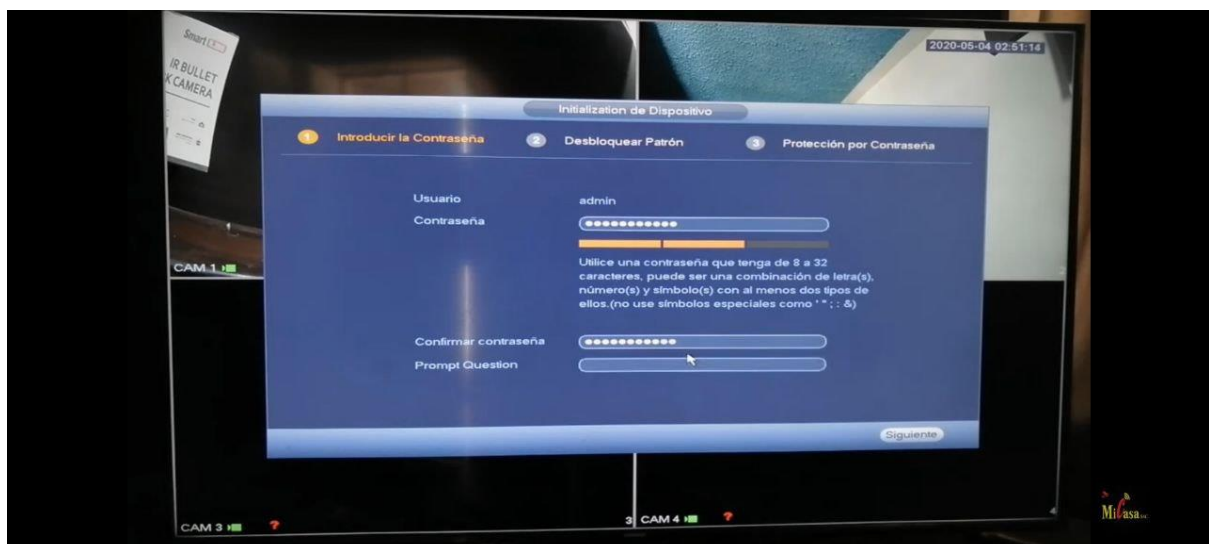 Smart
IR BULLET
K CAMERA
2020-05-04 02:51:14
Initialization de Dispositivo
1 Introducir la Contraseña 2 Desbloquear Patrón 3 Protección por Contraseña
Usuario admin
Contraseña
Utilice una contraseña que tenga de 8 a 32
caracteres, puede ser una combinación de letra(s),
número(s) y símbolo(s) con al menos dos tipos de
ellos.(no use símbolos especiales como ' " ; : &)
Confirmar contraseña
Prompt Question
Siguiente
CAM 1
2
CAM 3 ? 3 CAM 4 ? 4
MiCasa